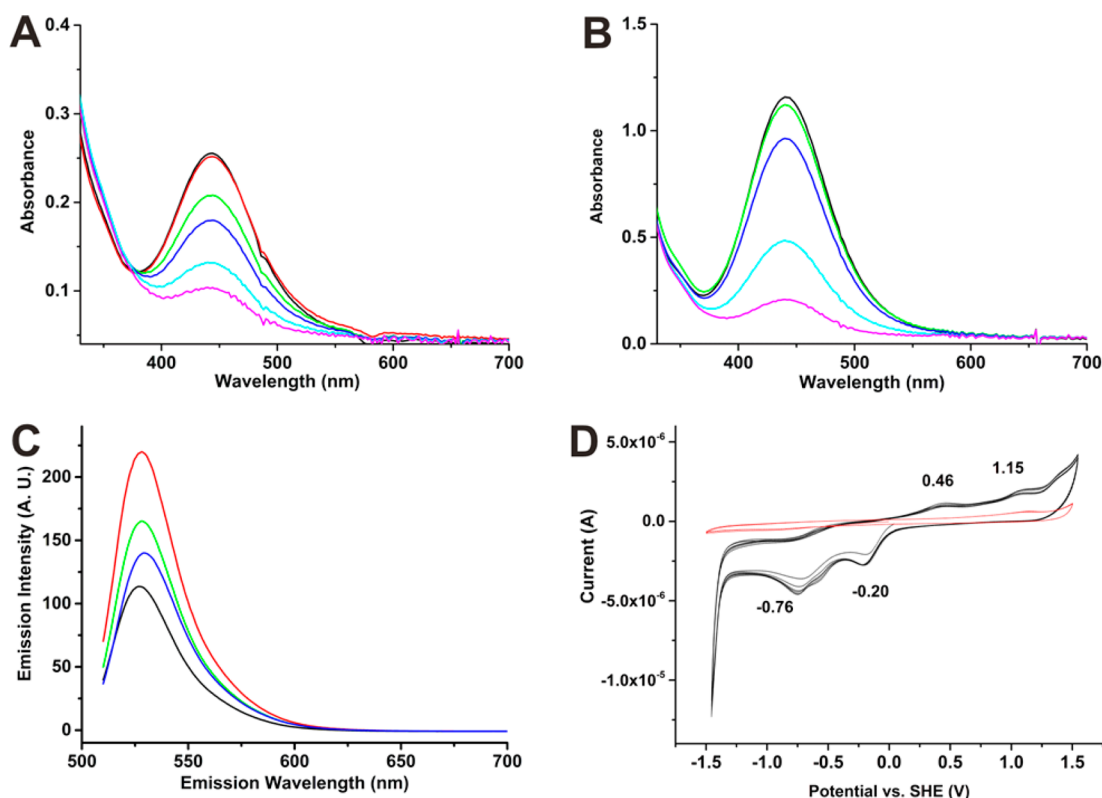 A
0.4
0.3
0.2
0.1
Absorbance
400
500
600
700
Wavelength (nm)
B
1.5
1.0
0.5
0.0
Absorbance
400
500
600
700
Wavelength (nm)
C
200
150
100
50
0
Emission Intensity (A. U.)
500
550
600
650
700
Emission Wavelength (nm)
D
5.0x10⁻⁶
0.0
-5.0x10⁻⁶
-1.0x10⁻⁵
Current (A)
0.46
1.15
-0.76
-0.20
-1.5
-1.0
-0.5
0.0
0.5
1.0
1.5
Potential vs. SHE (V)